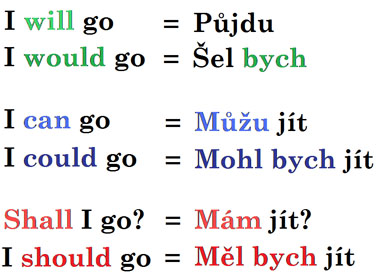 I will go = Půjdu
I would go = Šel bych
I can go = Můžu jít
I could go = Mohl bych jít
Shall I go? = Mám jít?
I should go = Měl bych jít